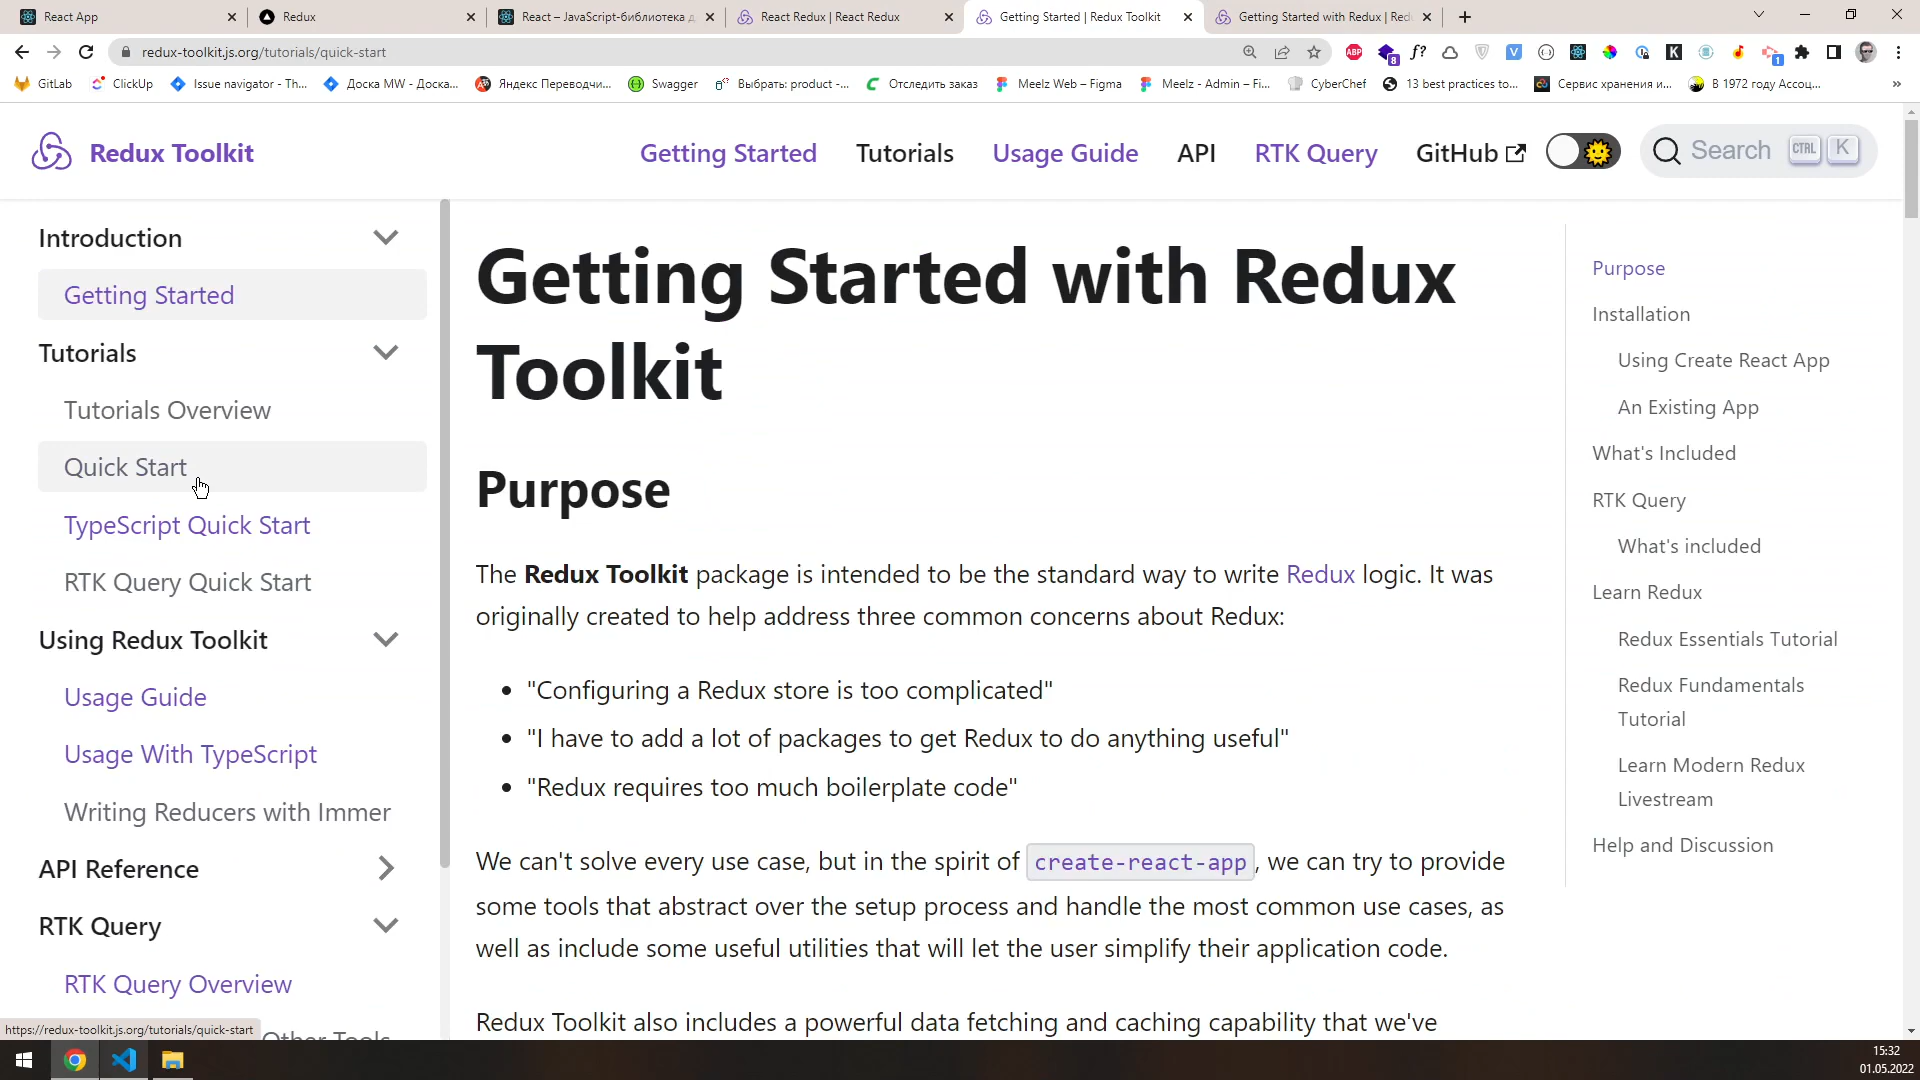 React App
Redux
React – JavaScript-библиотека д
React Redux | React Redux
Getting Started | Redux Toolkit
Getting Started with Redux | Red
redux-toolkit.js.org/tutorials/quick-start
GitLab
ClickUp
Issue navigator - Th...
Доска MW - Доска...
Яндекс Переводчи...
Swagger
Выбрать: product -...
Отследить заказ
Meelz Web – Figma
Meelz - Admin – Fi...
CyberChef
13 best practices to...
Сервис хранения и...
В 1972 году Ассоц...
Redux Toolkit
Getting Started
Tutorials
Usage Guide
API
RTK Query
GitHub
Search
CTRL
K
Introduction
Getting Started
Tutorials
Tutorials Overview
Quick Start
TypeScript Quick Start
RTK Query Quick Start
Using Redux Toolkit
Usage Guide
Usage With TypeScript
Writing Reducers with Immer
API Reference
RTK Query
RTK Query Overview
https://redux-toolkit.js.org/tutorials/quick-start
Getting Started with Redux
Toolkit
Purpose
The Redux Toolkit package is intended to be the standard way to write Redux logic. It was
originally created to help address three common concerns about Redux:
• "Configuring a Redux store is too complicated"
• "I have to add a lot of packages to get Redux to do anything useful"
• "Redux requires too much boilerplate code"
We can't solve every use case, but in the spirit of create-react-app, we can try to provide
some tools that abstract over the setup process and handle the most common use cases, as
well as include some useful utilities that will let the user simplify their application code.
Redux Toolkit also includes a powerful data fetching and caching capability that we've
Purpose
Installation
Using Create React App
An Existing App
What's Included
RTK Query
What's included
Learn Redux
Redux Essentials Tutorial
Redux Fundamentals
Tutorial
Learn Modern Redux
Livestream
Help and Discussion
15:32
01.05.2022